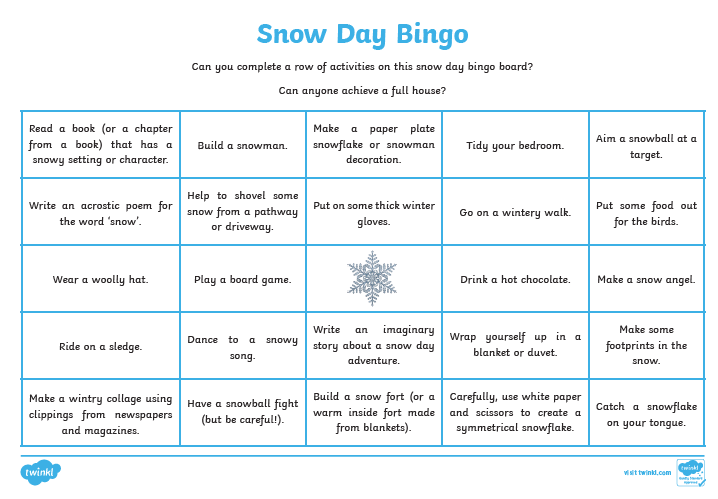 Snow Day Bingo
Can you complete a row of activities on this snow day bingo board?
Can anyone achieve a full house?
Read a book (or a chapter
from a book) that has a
snowy setting or character.
Build a snowman.
Make a paper plate
snowflake or snowman
decoration.
Tidy your bedroom.
Aim a snowball at a
target.
Write an acrostic poem for
the word ‘snow’.
Help to shovel some
snow from a pathway
or driveway.
Put on some thick winter
gloves.
Go on a wintery walk.
Put some food out
for the birds.
Wear a woolly hat.
Play a board game.
Drink a hot chocolate.
Make a snow angel.
Ride on a sledge.
Dance to a snowy
song.
Write an imaginary
story about a snow day
adventure.
Wrap yourself up in a
blanket or duvet.
Make some
footprints in the
snow.
Make a wintry collage using
clippings from newspapers
and magazines.
Have a snowball fight
(but be careful!).
Build a snow fort (or a
warm inside fort made
from blankets).
Carefully, use white paper
and scissors to create a
symmetrical snowflake.
Catch a snowflake
on your tongue.
twinkl
visit twinkl.com
twinkl